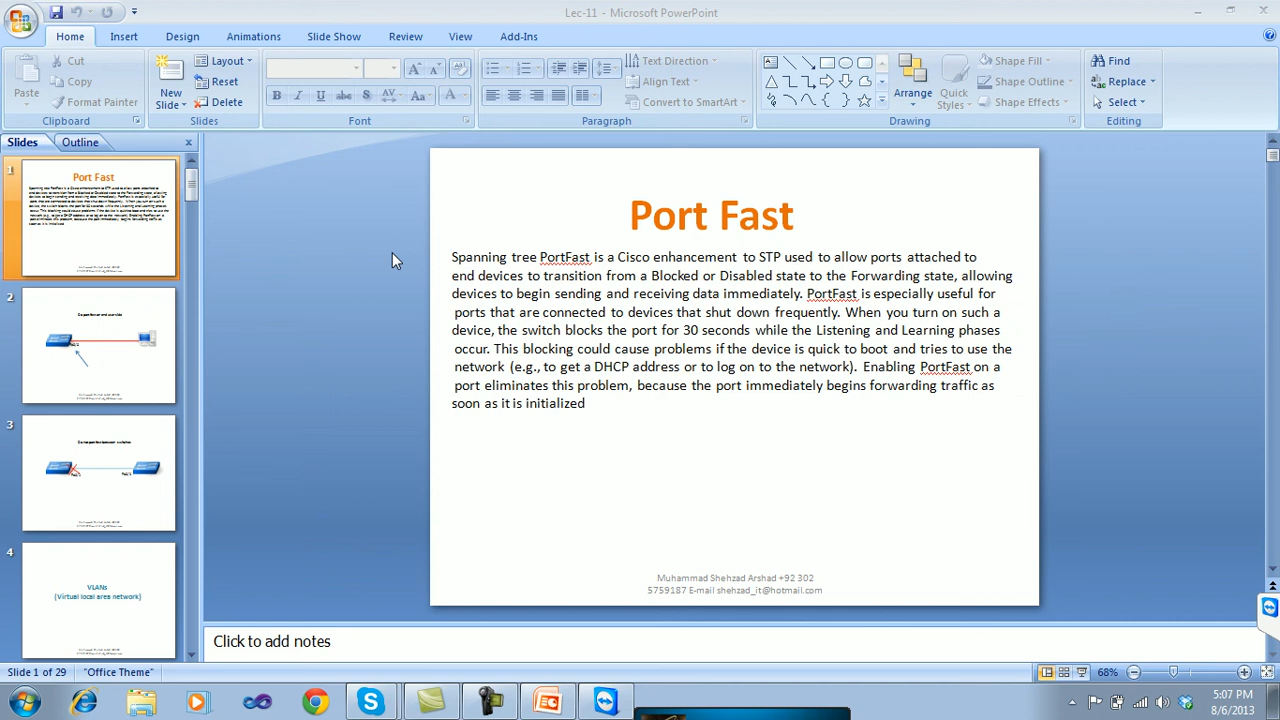 Lec-11 - Microsoft PowerPoint
Home Insert Design Animations Slide Show Review View Add-Ins
Paste
Cut
Copy
Format Painter
Clipboard
New Slide
Layout
Reset
Delete
Slides
B I U abc S AV Aa A
Font
Text Direction
Align Text
Convert to SmartArt
Paragraph
Arrange
Quick Styles
Shape Fill
Shape Outline
Shape Effects
Drawing
Find
Replace
Select
Editing
Slides Outline
1
Port Fast
2
3
4
VLANs
(Virtual local area network)
Port Fast
Spanning tree PortFast is a Cisco enhancement to STP used to allow ports attached to
end devices to transition from a Blocked or Disabled state to the Forwarding state, allowing
devices to begin sending and receiving data immediately. PortFast is especially useful for
ports that are connected to devices that shut down frequently. When you turn on such a
device, the switch blocks the port for 30 seconds while the Listening and Learning phases
occur. This blocking could cause problems if the device is quick to boot and tries to use the
network (e.g., to get a DHCP address or to log on to the network). Enabling PortFast on a
port eliminates this problem, because the port immediately begins forwarding traffic as
soon as it is initialized
Muhammad Shehzad Arshad +92 302
5759187 E-mail shehzad_it@hotmail.com
Click to add notes
Slide 1 of 29 "Office Theme" 68%
5:07 PM
8/6/2013